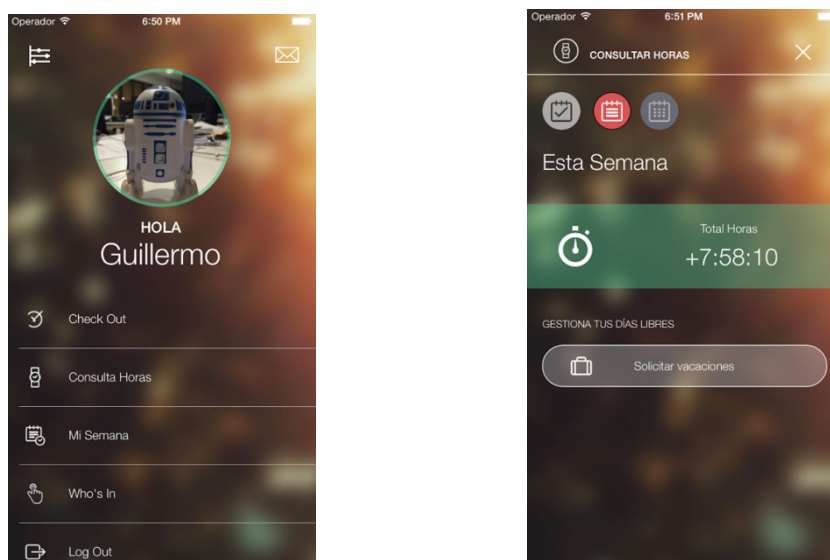 Operador 6:50 PM
HOLA
Guillermo
Check Out
Consulta Horas
Mi Semana
Who's In
Log Out
Operador 6:51 PM
CONSULTAR HORAS
Esta Semana
Total Horas
+7:58:10
GESTIONA TUS DÍAS LIBRES
Solicitar vacaciones